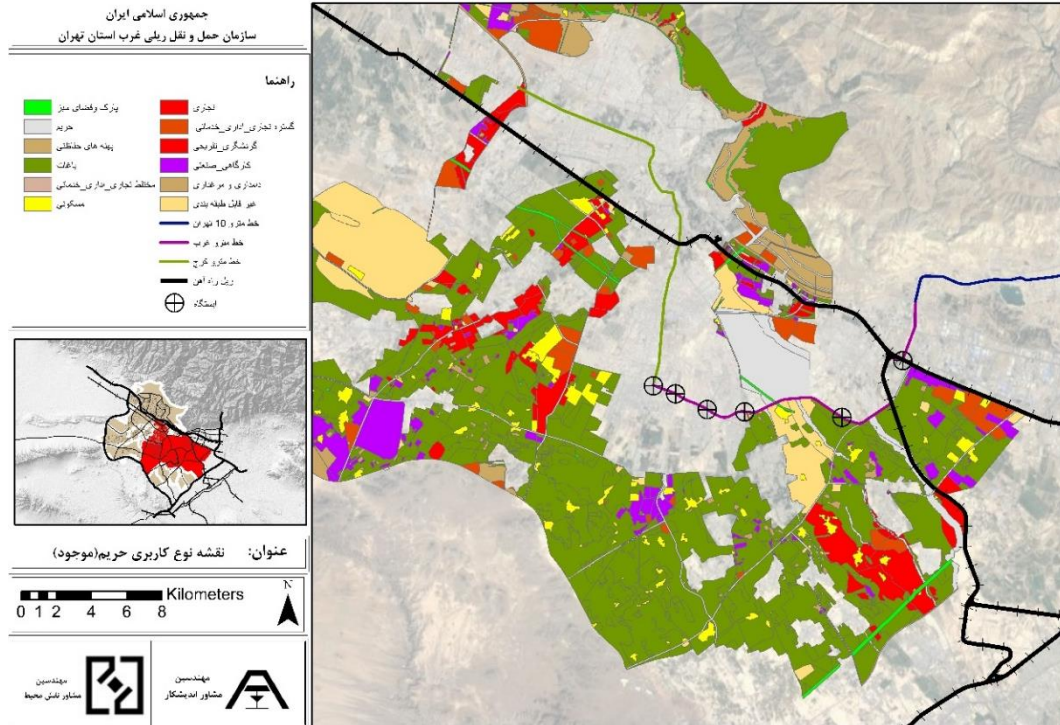 جمهوری اسلامی ایران
سازمان حمل و نقل ریلی غرب استان تهران
راهنما
تجاری
گستره تجاری_اداری_خدماتی
گردشگری_تفریحی
کارگاهی_صنعتی
دامداری و مرغداری
غیر قابل طبقه بندی
خط مترو 10 تهران
خط مترو غرب
خط مترو کرج
ریل راه آهن
ایستگاه
پارک وفضای سبز
حریم
پهنه های حفاظتی
باغات
مختلط تجاری_اداری_خدماتی
مسکونی
عنوان: نقشه نوع کاربری حریم(موجود)
Kilometers
0 1 2 4 6 8
N
مهندسین
مشاور اندیشکار
مهندسین
مشاور نقش محیط